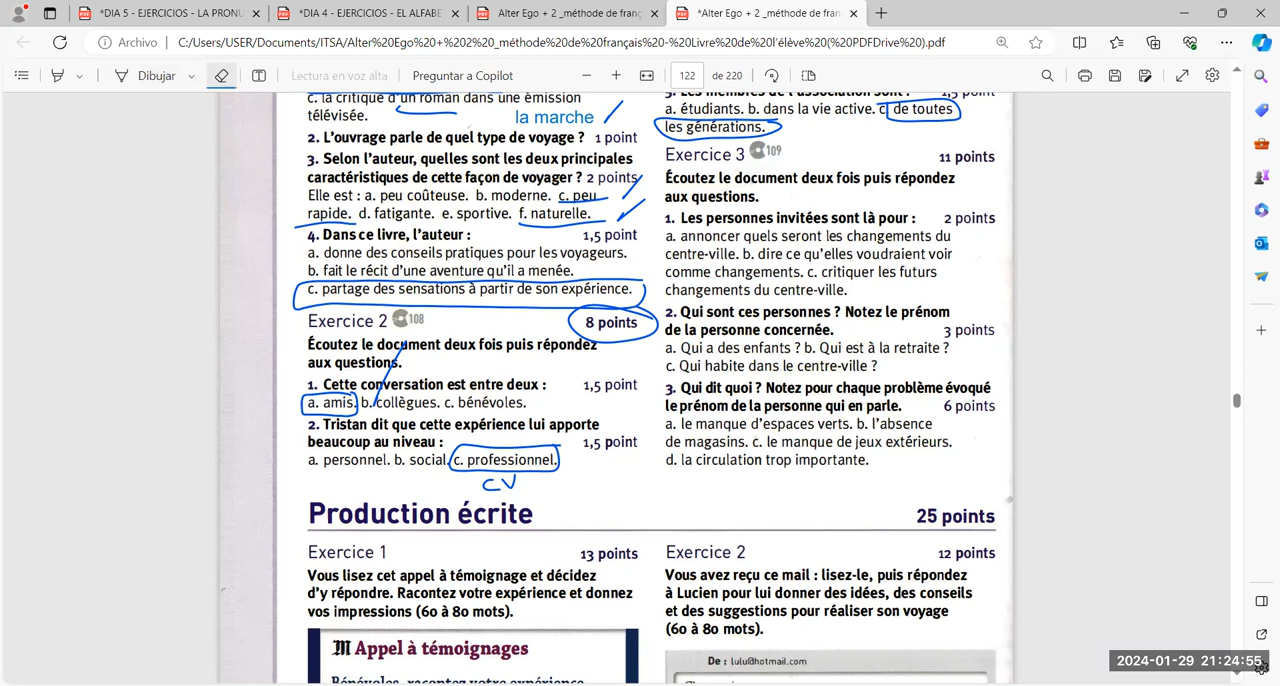 *DIA 5 - EJERCICIOS - LA PRONU
*DIA 4 - EJERCICIOS - EL ALFABE
Alter Ego + 2 _méthode de franç
*Alter Ego + 2 _méthode de fran
Archivo
C:/Users/USER/Documents/ITSA/Alter%20Ego%20+%202%20_méthode%20de%20français%20-%20Livre%20de%20l'élève%20(%20PDFDrive%20).pdf
Dibujar
Lectura en voz alta
Preguntar a Copilot
122
de 220
c. la critique d'un roman dans une émission
télévisée.
la marche
2. L'ouvrage parle de quel type de voyage ? 1 point
3. Selon l'auteur, quelles sont les deux principales
caractéristiques de cette façon de voyager ? 2 points
Elle est : a. peu coûteuse. b. moderne. c. peu
rapide. d. fatigante. e. sportive. f. naturelle.
4. Dans ce livre, l'auteur : 1,5 point
a. donne des conseils pratiques pour les voyageurs.
b. fait le récit d'une aventure qu'il a menée.
c. partage des sensations à partir de son expérience.
Exercice 2 108 8 points
Écoutez le document deux fois puis répondez
aux questions.
1. Cette conversation est entre deux : 1,5 point
a. amis. b. collègues. c. bénévoles.
2. Tristan dit que cette expérience lui apporte
beaucoup au niveau : 1,5 point
a. personnel. b. social. c. professionnel.
CV
3. Les membres de l'association sont : 1,5 point
a. étudiants. b. dans la vie active. c. de toutes
les générations.
Exercice 3 109 11 points
Écoutez le document deux fois puis répondez
aux questions.
1. Les personnes invitées sont là pour : 2 points
a. annoncer quels seront les changements du
centre-ville. b. dire ce qu'elles voudraient voir
comme changements. c. critiquer les futurs
changements du centre-ville.
2. Qui sont ces personnes ? Notez le prénom
de la personne concernée. 3 points
a. Qui a des enfants ? b. Qui est à la retraite ?
c. Qui habite dans le centre-ville ?
3. Qui dit quoi ? Notez pour chaque problème évoqué
le prénom de la personne qui en parle. 6 points
a. le manque d'espaces verts. b. l'absence
de magasins. c. le manque de jeux extérieurs.
d. la circulation trop importante.
Production écrite 25 points
Exercice 1 13 points
Vous lisez cet appel à témoignage et décidez
d'y répondre. Racontez votre expérience et donnez
vos impressions (60 à 80 mots).
M Appel à témoignages
Bénévoles, racontez votre expérience
Exercice 2 12 points
Vous avez reçu ce mail : lisez-le, puis répondez
à Lucien pour lui donner des idées, des conseils
et des suggestions pour réaliser son voyage
(60 à 80 mots).
De : lulu@hotmail.com
2024-01-29 21:24:55